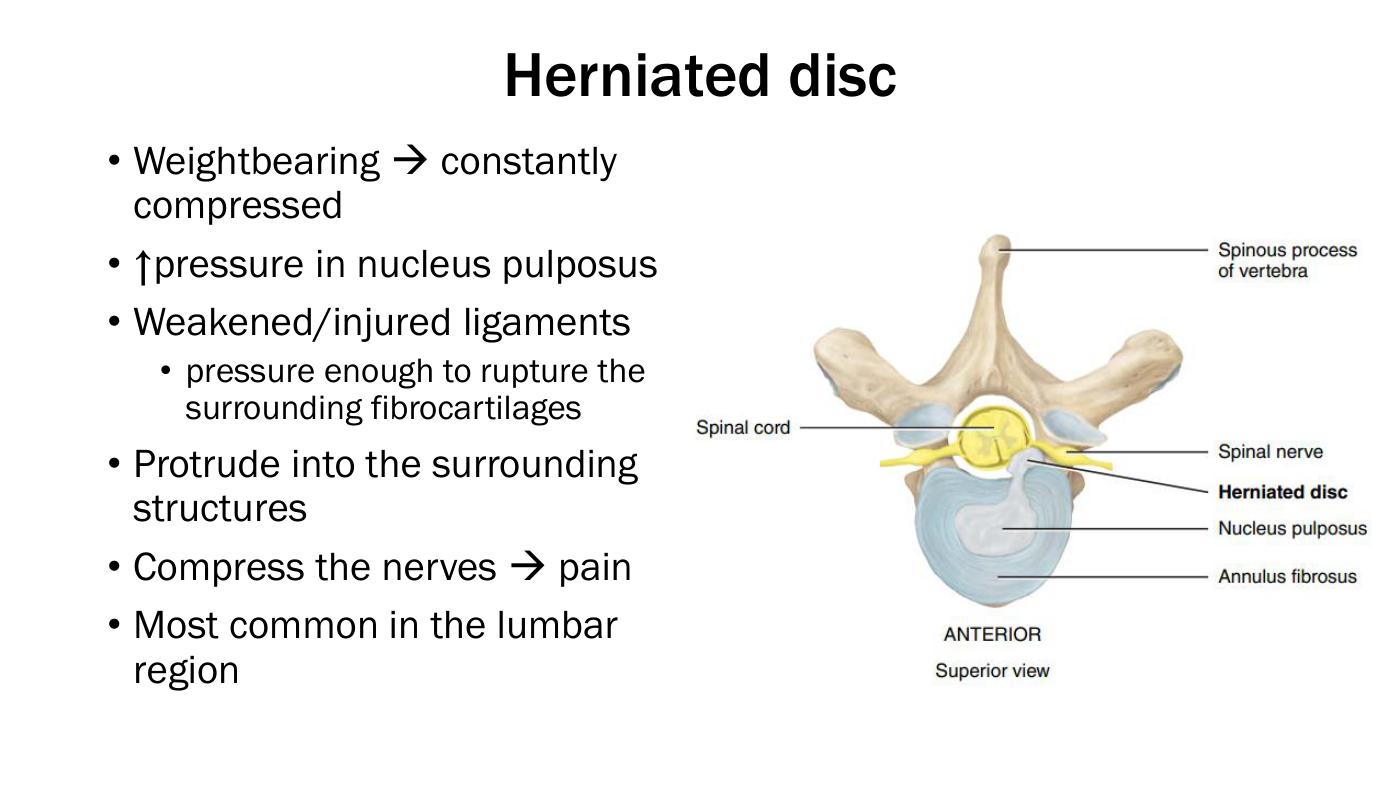 Herniated disc
• Weightbearing → constantly
compressed
• ↑pressure in nucleus pulposus
• Weakened/injured ligaments
• pressure enough to rupture the
surrounding fibrocartilages
• Protrude into the surrounding
structures
• Compress the nerves → pain
• Most common in the lumbar
region
Spinous process
of vertebra
Spinal cord
Spinal nerve
Herniated disc
Nucleus pulposus
Annulus fibrosus
ANTERIOR
Superior view